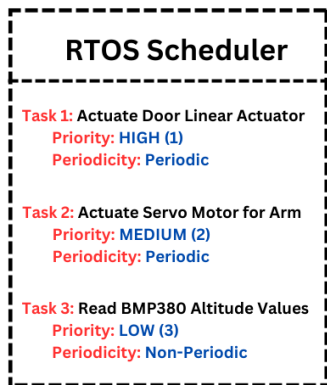 RTOS Scheduler
Task 1: Actuate Door Linear Actuator
Priority: HIGH (1)
Periodicity: Periodic
Task 2: Actuate Servo Motor for Arm
Priority: MEDIUM (2)
Periodicity: Periodic
Task 3: Read BMP380 Altitude Values
Priority: LOW (3)
Periodicity: Non-Periodic